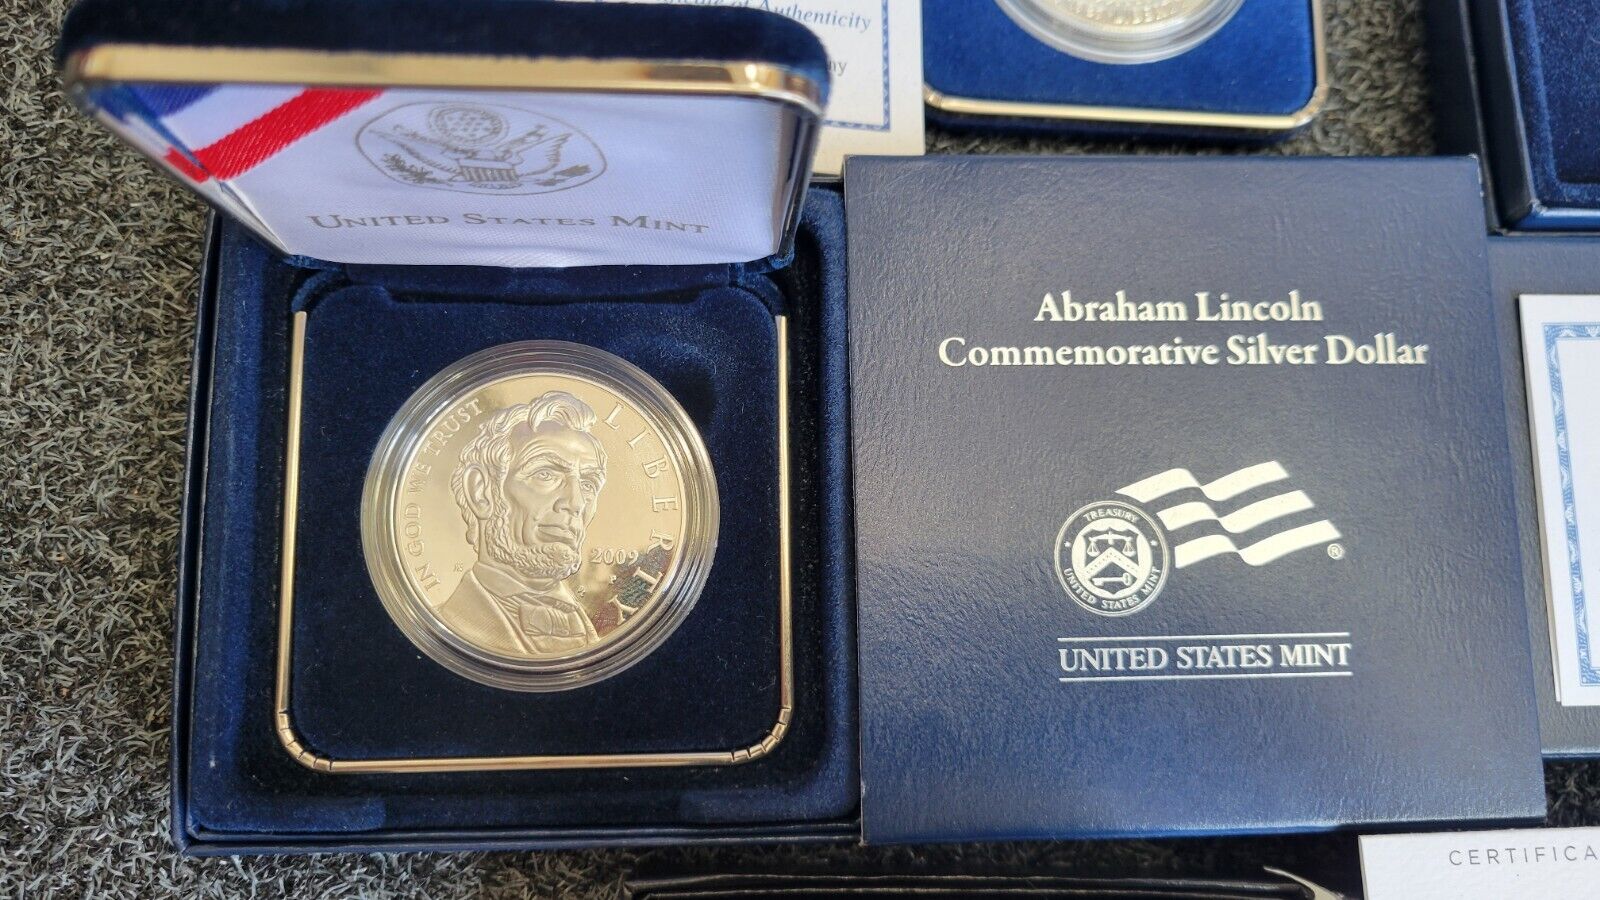 of Authenticity
UNITED STATES MINT
IN GOD WE TRUST
LIBERTY
2009
P
Abraham Lincoln
Commemorative Silver Dollar
TREASURY
UNITED STATES MINT
®
UNITED STATES MINT
CERTIFICA